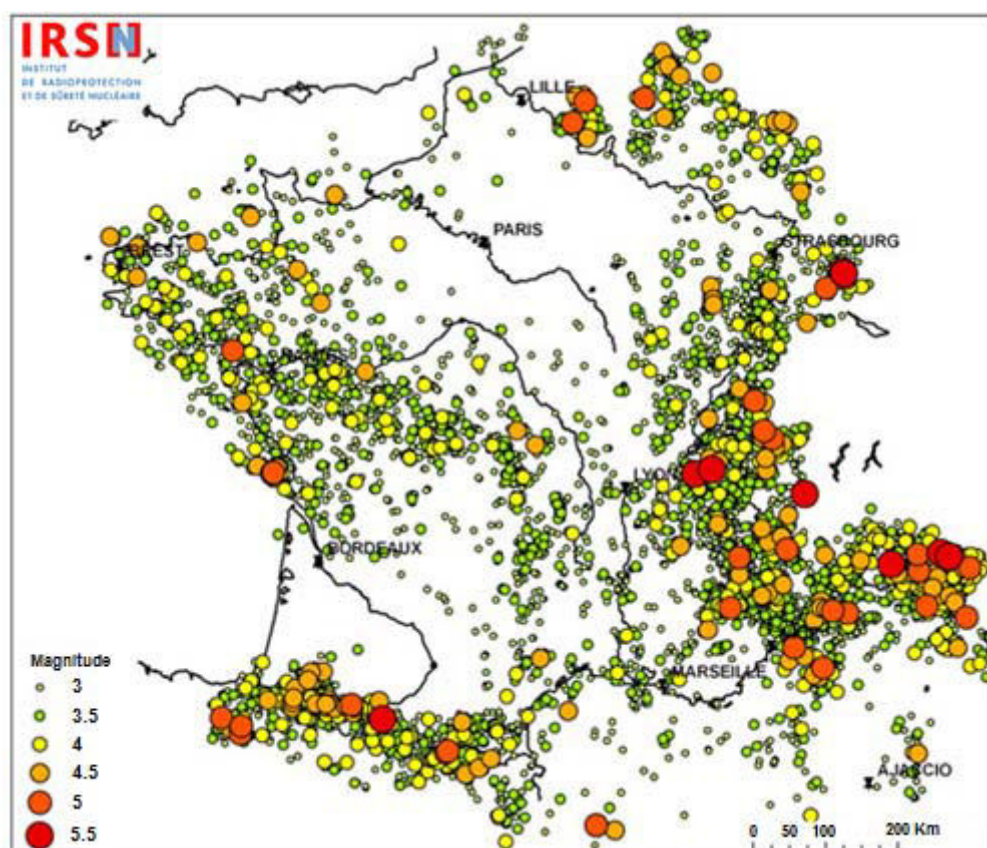 IRSN
INSTITUT
DE RADIOPROTECTION
ET DE SÛRETÉ NUCLÉAIRE
LILLE
PARIS
STRASBOURG
BREST
NANTES
LYON
BORDEAUX
MARSEILLE
AJACCIO
Magnitude
3
3.5
4
4.5
5
5.5
0 50 100 200 Km